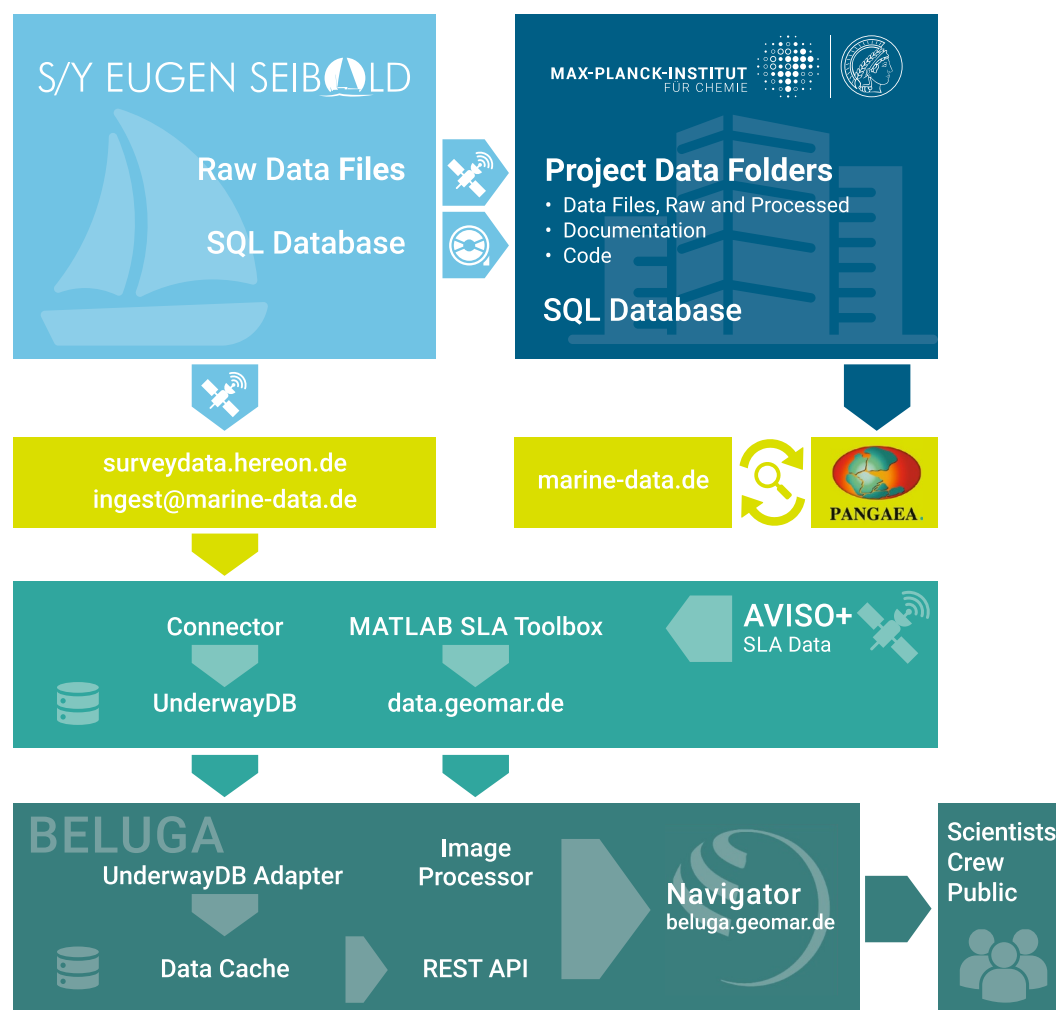 S/Y EUGEN SEIBOLD
Raw Data Files
SQL Database
MAX-PLANCK-INSTITUT
FÜR CHEMIE
Project Data Folders
• Data Files, Raw and Processed
• Documentation
• Code
SQL Database
surveydata.hereon.de
ingest@marine-data.de
marine-data.de
PANGAEA.
Connector
MATLAB SLA Toolbox
AVISO+
SLA Data
UnderwayDB
data.geomar.de
BELUGA
UnderwayDB Adapter
Data Cache
Image
Processor
REST API
Navigator
beluga.geomar.de
Scientists
Crew
Public